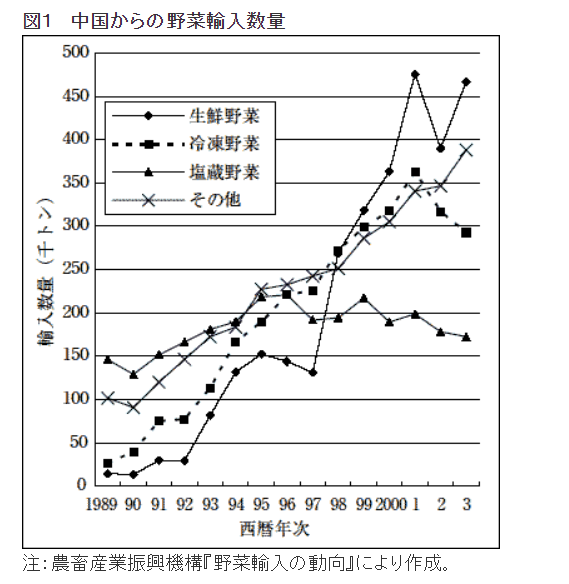 図1　中国からの野菜輸入数量
500
450
400
350
300
250
200
150
100
50
0
輸入数量（千トン）
生鮮野菜
冷凍野菜
塩蔵野菜
その他
1989 90 91 92 93 94 95 96 97 98 99 2000 1 2 3
西暦年次
注：農畜産業振興機構『野菜輸入の動向』により作成。